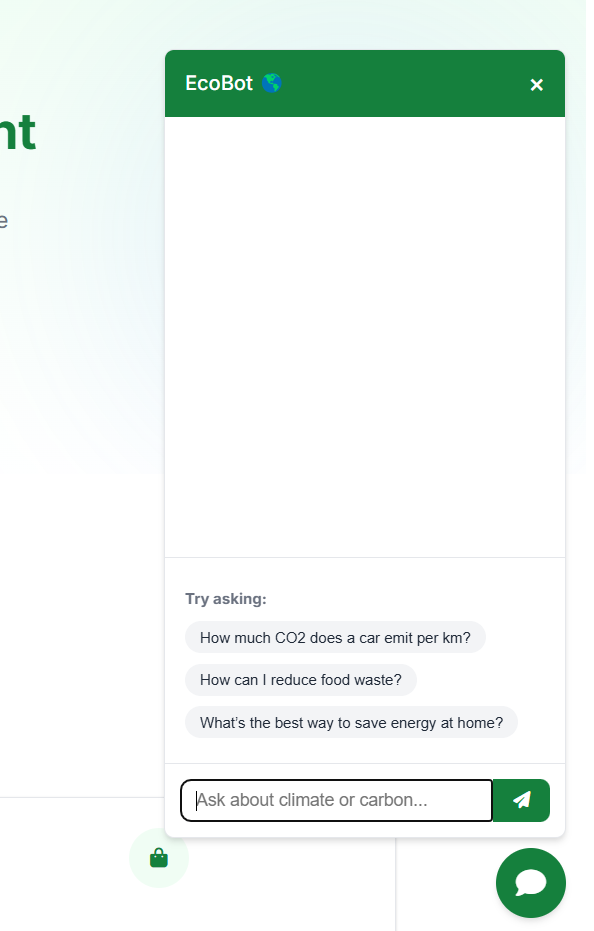 EcoBot 🌎
×
nt
e
Try asking:
How much CO2 does a car emit per km?
How can I reduce food waste?
What's the best way to save energy at home?
Ask about climate or carbon...